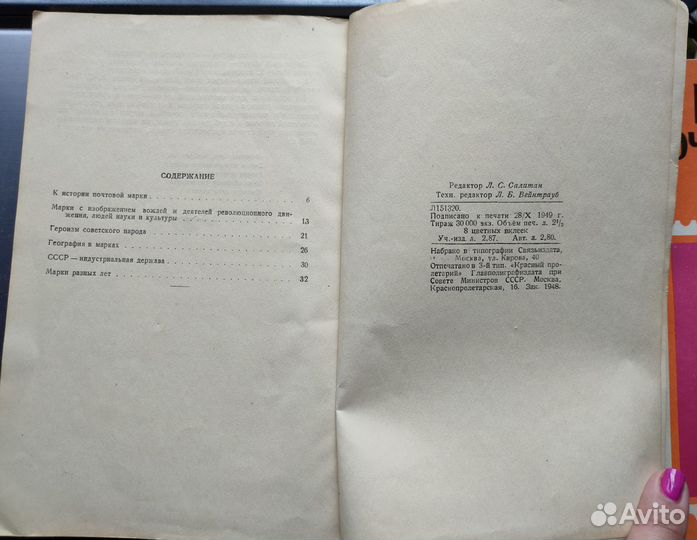 СОДЕРЖАНИЕ
К истории почтовой марки 6
Марки с изображением вождей и деятелей революционного дви-
жения, людей науки и культуры 13
Героизм советского народа 21
География в марках 26
СССР — индустриальная держава 30
Марки разных лет 32
Редактор Л. С. Салитан
Техн. редактор Л. Б. Вейнтрауб
Л151320.
Подписано к печати 28/X 1949 г.
Тираж 30 000 экз. Объём печ. л. 2¹/₂
8 цветных вклеек
Уч.-изд л. 2.87. Авт. л. 2,80.
Набрано в типографии Связьиздата,
Москва, ул. Кирова, 40
Отпечатано в 3-й тип. «Красный про-
летарий» Главполиграфиздата при
Совете Министров СССР. Москва,
Краснопролетарская, 16. Зак. 1948.
Avito